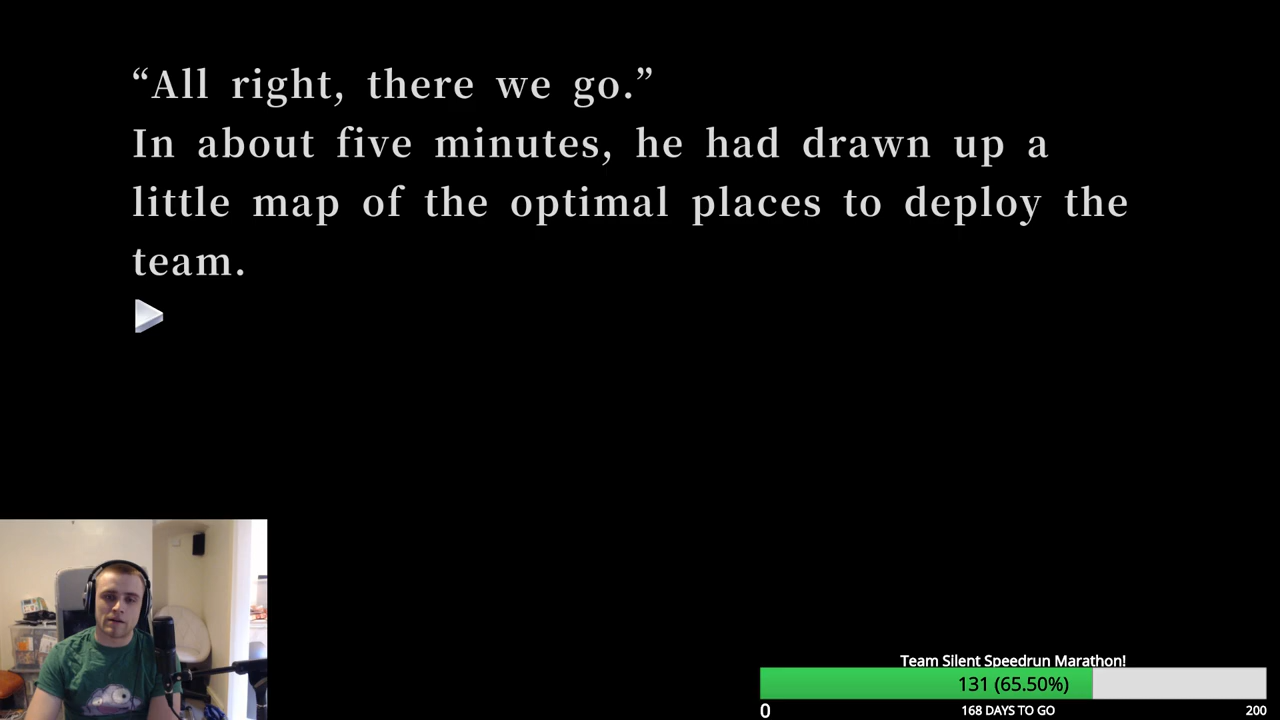 “All right, there we go.”
In about five minutes, he had drawn up a
little map of the optimal places to deploy the
team.
Team Silent Speedrun Marathon!
131 (65.50%)
0
168 DAYS TO GO
200